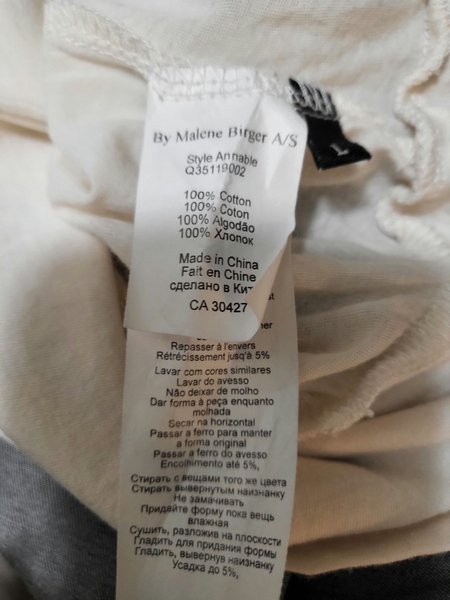 By Malene Birger A/S
L
Style Annable
Q35119002
100% Cotton
100% Coton
100% Algodão
100% Хлопок
Made in China
Fait en Chine
сделано в
CA 30427
Repasser à l'envers
Rétrécissement jusqu'à 5%
Lavar com cores similares
Lavar do avesso
Não deixar de molho
Dar forma à peça enquanto
molhada
Secar na horizontal
Passar a ferro para manter
a forma original
Passar a ferro do avesso
Encolhimento até 5%,
Стирать с вещами того же цвета
Стирать вывернутым наизнанку
Не замачивать
Придайте форму пока вещь
влажная
Сушить, разложив на плоскости
Гладить для придания формы
Гладить, вывернув наизнанку
Усадка до 5%,